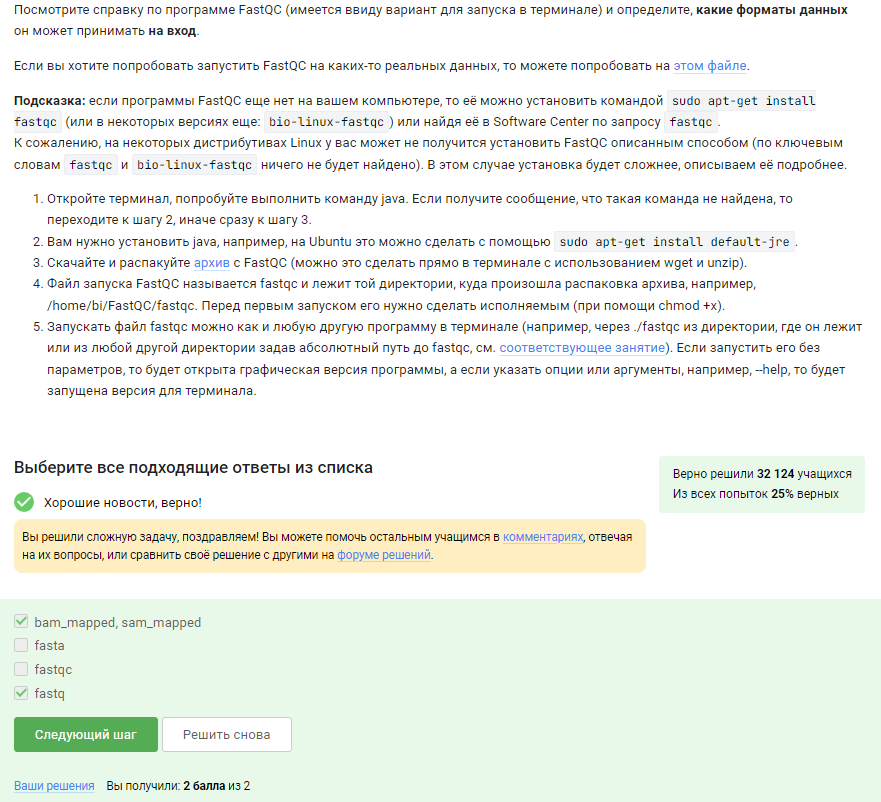 Посмотрите справку по программе FastQC (имеется ввиду вариант для запуска в терминале) и определите, какие форматы данных
он может принимать на вход.
Если вы хотите попробовать запустить FastQC на каких-то реальных данных, то можете попробовать на этом файле.
Подсказка: если программы FastQC еще нет на вашем компьютере, то её можно установить командой sudo apt-get install
fastqc (или в некоторых версиях еще: bio-linux-fastqc) или найдя её в Software Center по запросу fastqc.
К сожалению, на некоторых дистрибутивах Linux у вас может не получится установить FastQC описанным способом (по ключевым
словам fastqc и bio-linux-fastqc ничего не будет найдено). В этом случае установка будет сложнее, описываем её подробнее.
1. Откройте терминал, попробуйте выполнить команду java. Если получите сообщение, что такая команда не найдена, то
переходите к шагу 2, иначе сразу к шагу 3.
2. Вам нужно установить java, например, на Ubuntu это можно сделать с помощью sudo apt-get install default-jre.
3. Скачайте и распакуйте архив с FastQC (можно это сделать прямо в терминале с использованием wget и unzip).
4. Файл запуска FastQC называется fastqc и лежит той директории, куда произошла распаковка архива, например,
/home/bi/FastQC/fastqc. Перед первым запуском его нужно сделать исполняемым (при помощи chmod +x).
5. Запускать файл fastqc можно как и любую другую программу в терминале (например, через ./fastqc из директории, где он лежит
или из любой другой директории задав абсолютный путь до fastqc, см. соответствующее занятие). Если запустить его без
параметров, то будет открыта графическая версия программы, а если указать опции или аргументы, например, --help, то будет
запущена версия для терминала.
Выберите все подходящие ответы из списка
Верно решили 32 124 учащихся
Из всех попыток 25% верных
Хорошие новости, верно!
Вы решили сложную задачу, поздравляем! Вы можете помочь остальным учащимся в комментариях, отвечая
на их вопросы, или сравнить своё решение с другими на форуме решений.
bam_mapped, sam_mapped
fasta
fastqc
fastq
Следующий шаг
Решить снова
Ваши решения Вы получили: 2 балла из 2